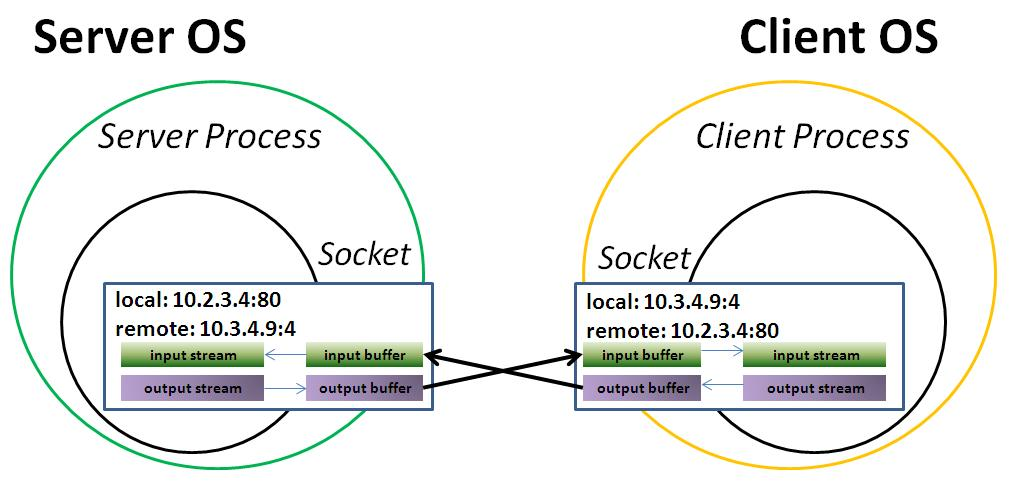 Server OS
Client OS
Server Process
Client Process
Socket
Socket
local: 10.2.3.4:80
remote: 10.3.4.9:4
input stream
input buffer
output stream
output buffer
local: 10.3.4.9:4
remote: 10.2.3.4:80
input buffer
input stream
output buffer
output stream